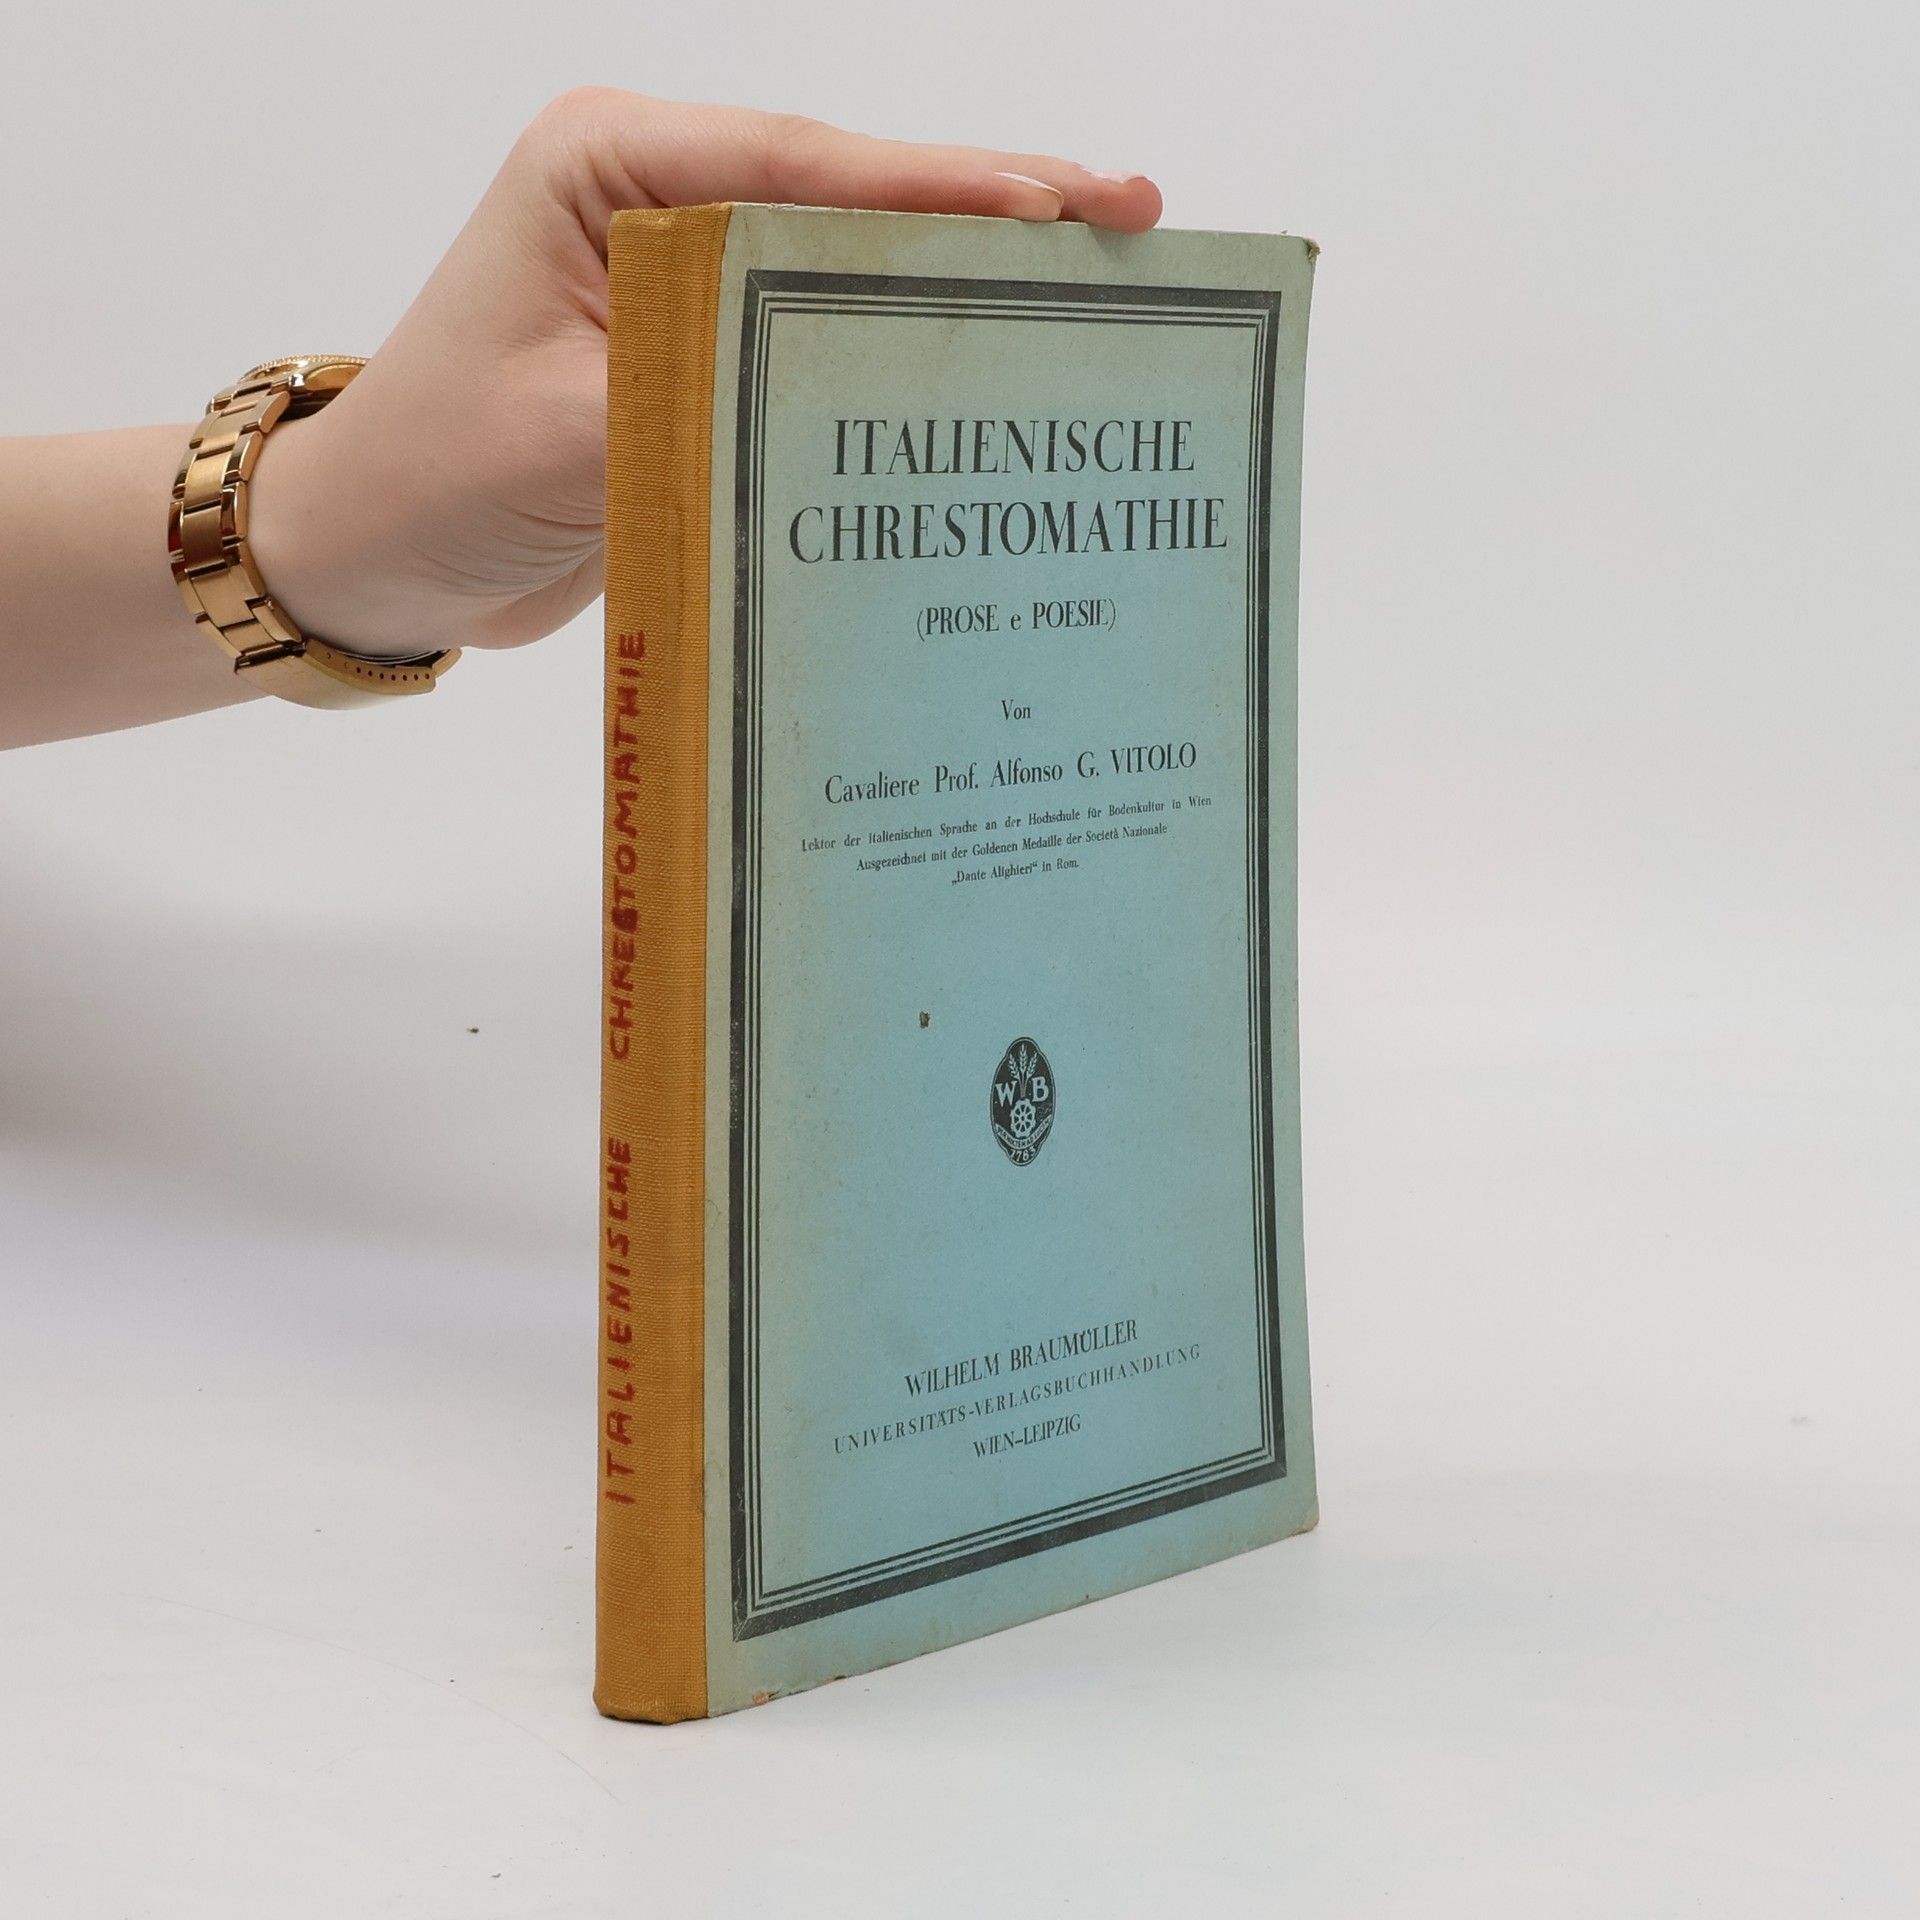 ITALIENISCHE CHRESTOMATHIE
ITALIENISCHE
CHRESTOMATHIE
(PROSE e POESIE)
Von
Cavaliere Prof. Alfonso G. VITOLO
Lektor der italienischen Sprache an der Hochschule für Bodenkultur in Wien
Ausgezeichnet mit der Goldenen Medaille der Società Nazionale
„Dante Alighieri“ in Rom.
W B
1783
WILHELM BRAUMÜLLER
UNIVERSITÄTS-VERLAGSBUCHHANDLUNG
WIEN–LEIPZIG